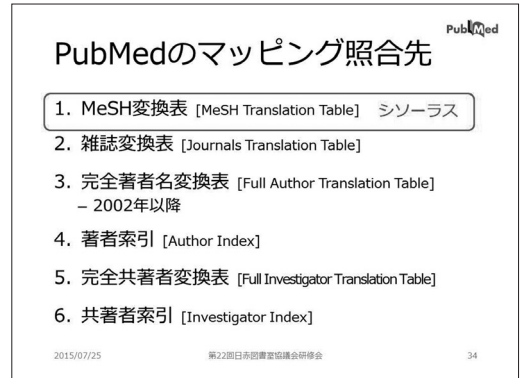 PubMed
PubMedのマッピング照合先
1. MeSH変換表 [MeSH Translation Table] シソーラス
2. 雑誌変換表 [Journals Translation Table]
3. 完全著者名変換表 [Full Author Translation Table]
– 2002年以降
4. 著者索引 [Author Index]
5. 完全共著者変換表 [Full Investigator Translation Table]
6. 共著者索引 [Investigator Index]
2015/07/25 第22回日赤図書室協議会研修会 34